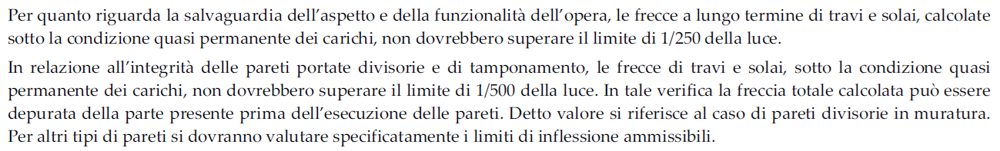 Per quanto riguarda la salvaguardia dell’aspetto e della funzionalità dell’opera, le frecce a lungo termine di travi e solai, calcolate
sotto la condizione quasi permanente dei carichi, non dovrebbero superare il limite di 1/250 della luce.
In relazione all’integrità delle pareti portate divisorie e di tamponamento, le frecce di travi e solai, sotto la condizione quasi
permanente dei carichi, non dovrebbero superare il limite di 1/500 della luce. In tale verifica la freccia totale calcolata può essere
depurata della parte presente prima dell’esecuzione delle pareti. Detto valore si riferisce al caso di pareti divisorie in muratura.
Per altri tipi di pareti si dovranno valutare specificatamente i limiti di inflessione ammissibili.